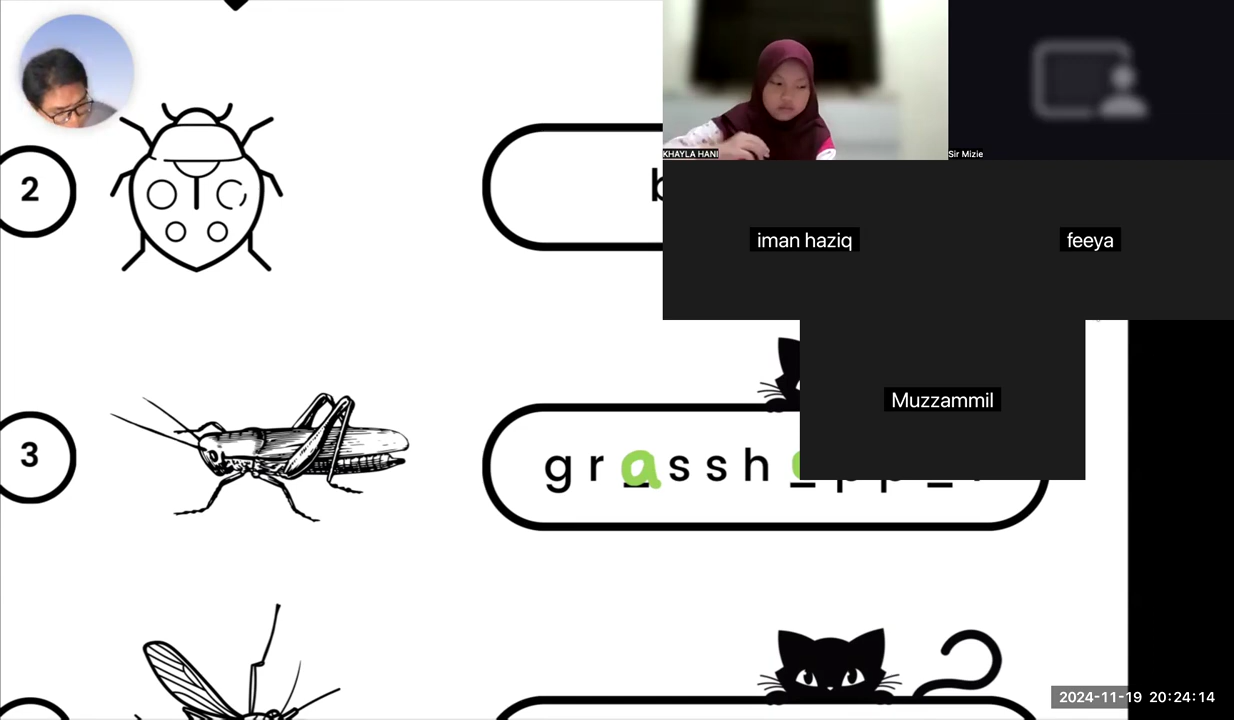 2
b
KHAYLA HANI
Sir Mizie
iman haziq
feeya
Muzzammil
3
g r a s s h _ p p _
2024-11-19 20:24:14